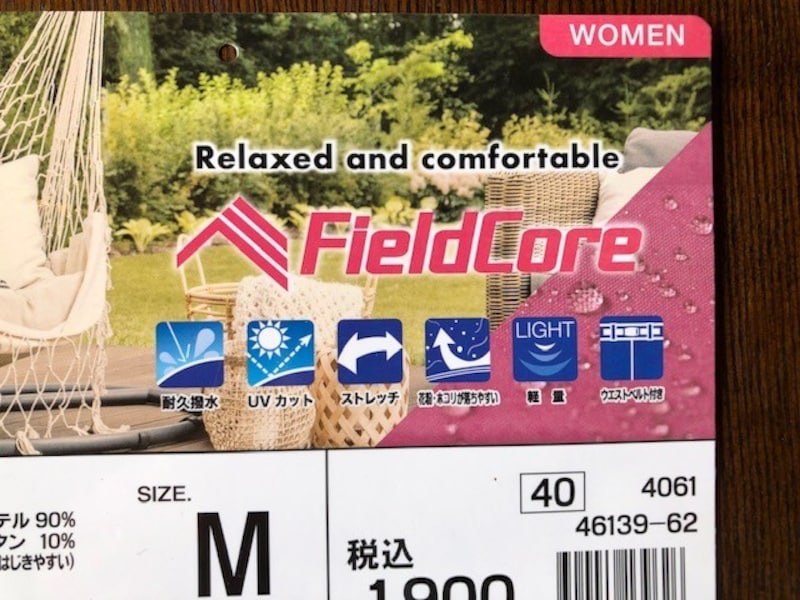 WOMEN
Relaxed and comfortable
FieldCore
LIGHT
耐久撥水 UVカット ストレッチ 花粉・ホコリが落ちやすい 軽量 ウエストベルト付き
テル 90%
タン 10%
はじきやすい)
SIZE.
M
40 4061
46139-62
税込
1900